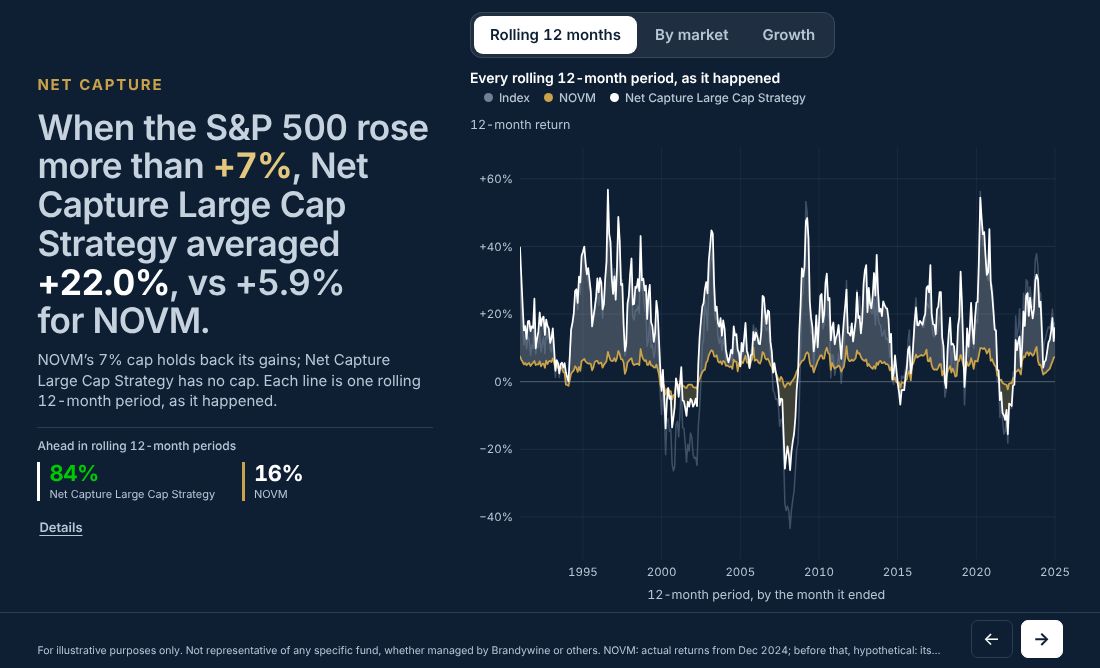 Rolling 12 months
By market
Growth
NET CAPTURE
When the S&P 500 rose
more than +7%, Net
Capture Large Cap
Strategy averaged
+22.0%, vs +5.9%
for NOVM.
NOVM’s 7% cap holds back its gains; Net Capture
Large Cap Strategy has no cap. Each line is one rolling
12-month period, as it happened.
Ahead in rolling 12-month periods
84%
Net Capture Large Cap Strategy
16%
NOVM
Details
Every rolling 12-month period, as it happened
Index
NOVM
Net Capture Large Cap Strategy
12-month return
+60%
+40%
+20%
0%
−20%
−40%
1995
2000
2005
2010
2015
2020
2025
12-month period, by the month it ended
For illustrative purposes only. Not representative of any specific fund, whether managed by Brandywine or others. NOVM: actual returns from Dec 2024; before that, hypothetical: its…